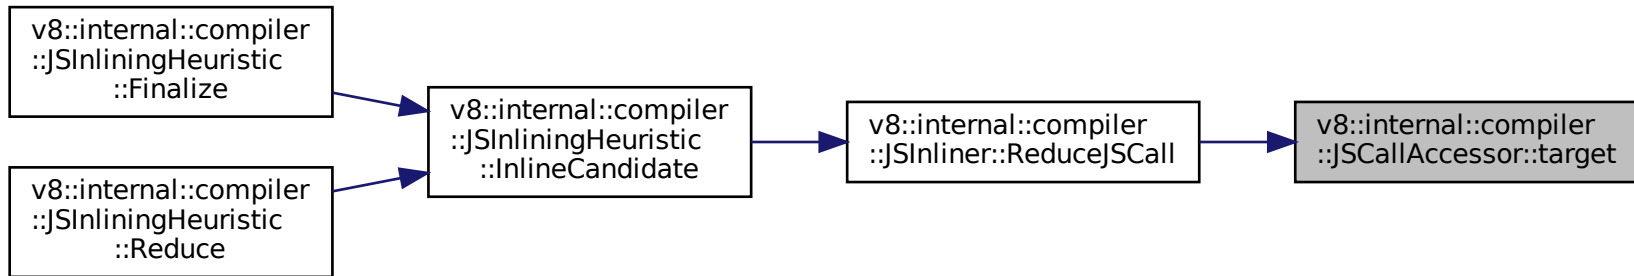 v8::internal::compiler
::JSInliningHeuristic
::Finalize
v8::internal::compiler
::JSInliningHeuristic
::Reduce
v8::internal::compiler
::JSInliningHeuristic
::InlineCandidate
v8::internal::compiler
::JSInliner::ReduceJSCall
v8::internal::compiler
::JSCallAccessor::target